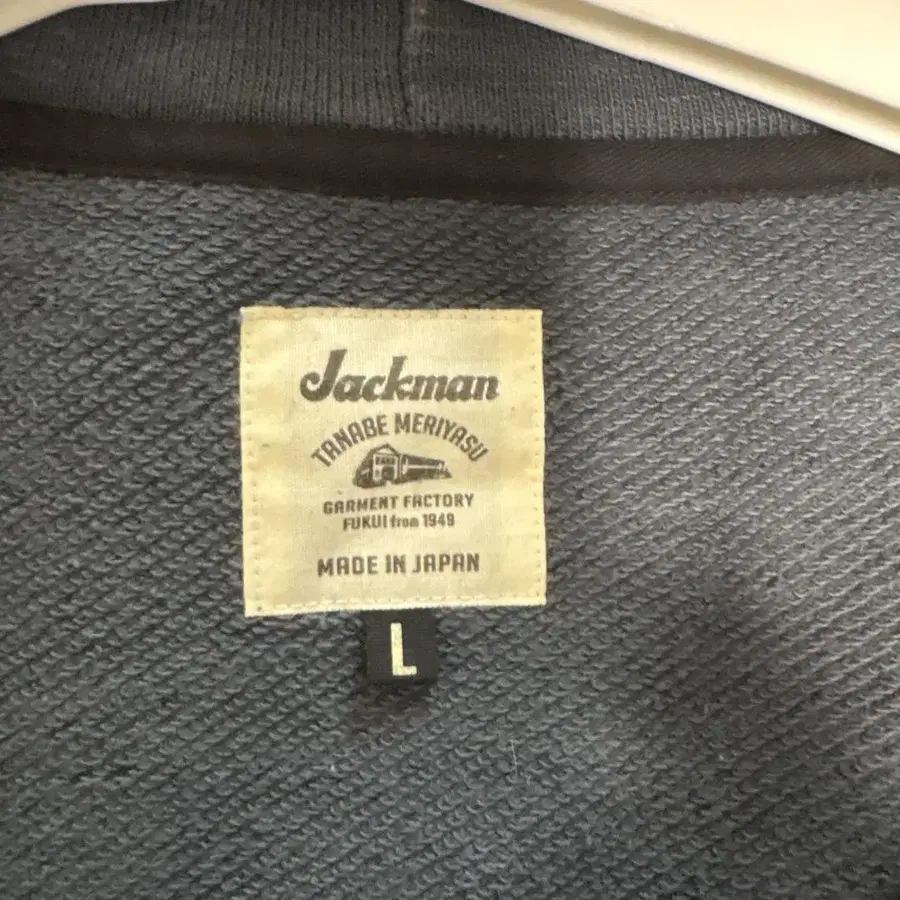 Jackman
TANABE MERIYASU
GARMENT FACTORY
FUKUI from 1949
MADE IN JAPAN
L